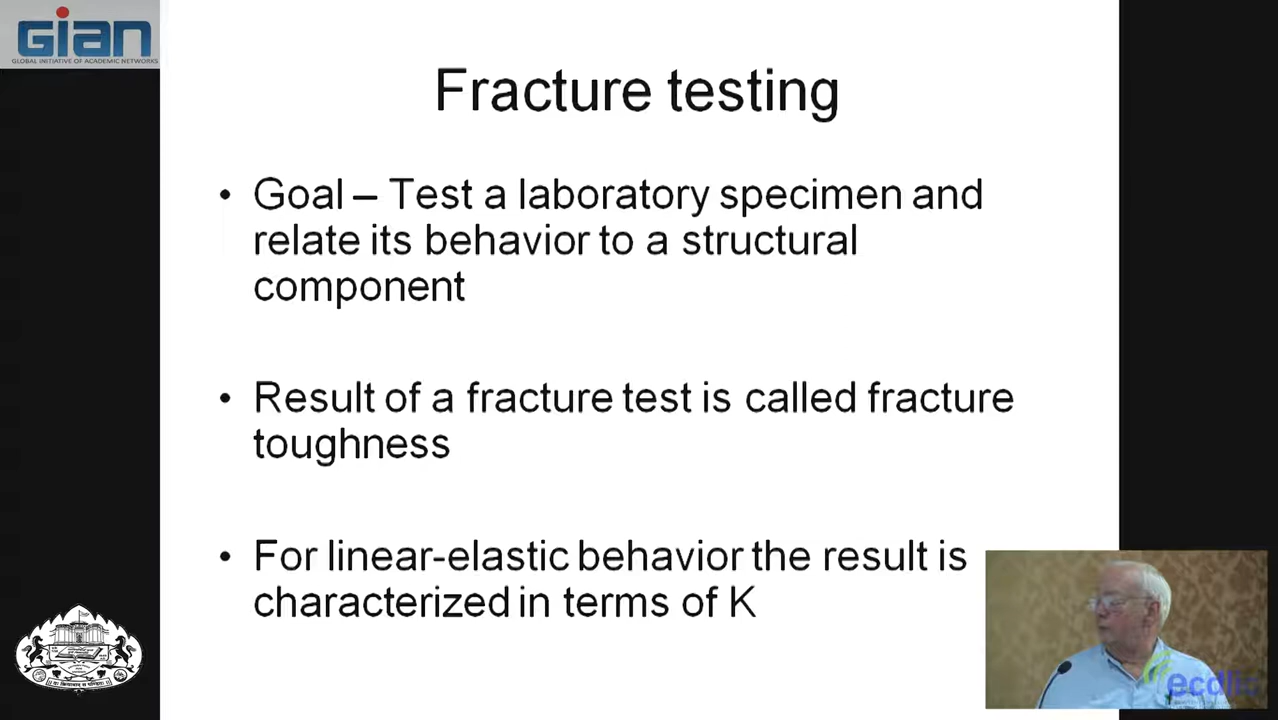 GIAN
GLOBAL INITIATIVE OF ACADEMIC NETWORKS
Fracture testing
• Goal – Test a laboratory specimen and
relate its behavior to a structural
component
• Result of a fracture test is called fracture
toughness
• For linear-elastic behavior the result is
characterized in terms of K